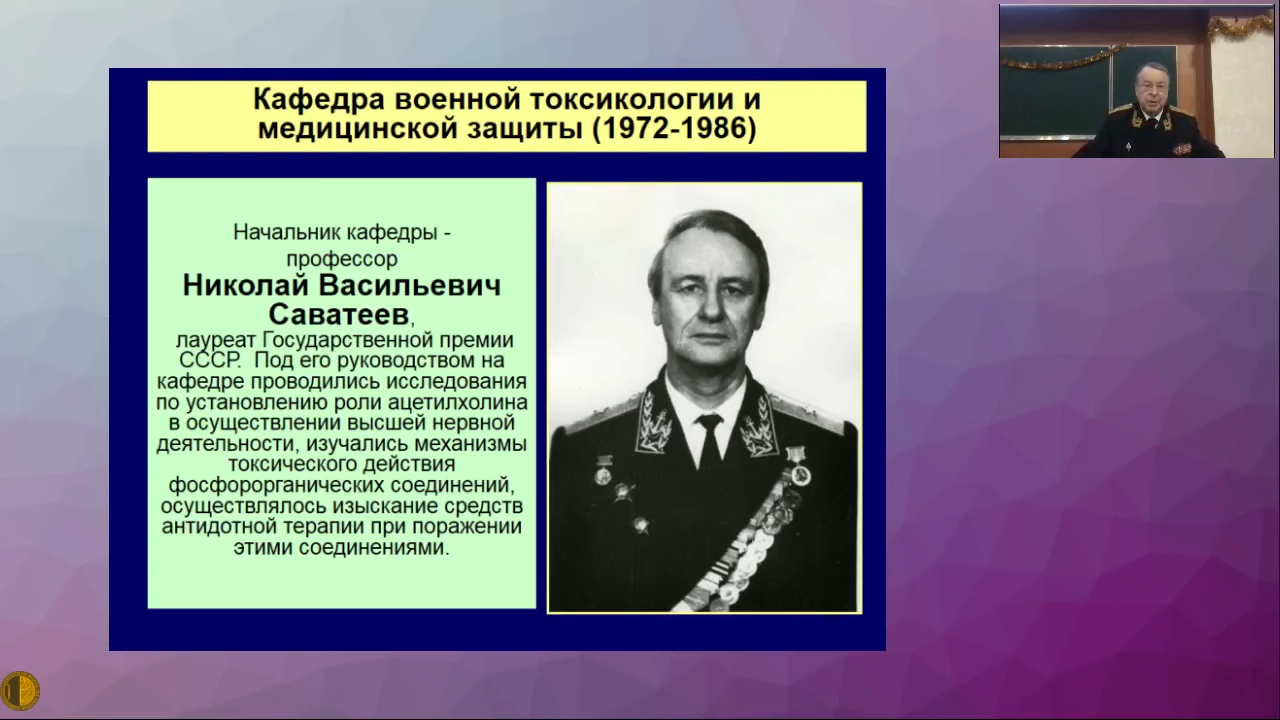 Кафедра военной токсикологии и
медицинской защиты (1972-1986)
Начальник кафедры -
профессор
Николай Васильевич
Саватеев,
лауреат Государственной премии
СССР. Под его руководством на
кафедре проводились исследования
по установлению роли ацетилхолина
в осуществлении высшей нервной
деятельности, изучались механизмы
токсического действия
фосфорорганических соединений,
осуществлялось изыскание средств
антидотной терапии при поражении
этими соединениями.